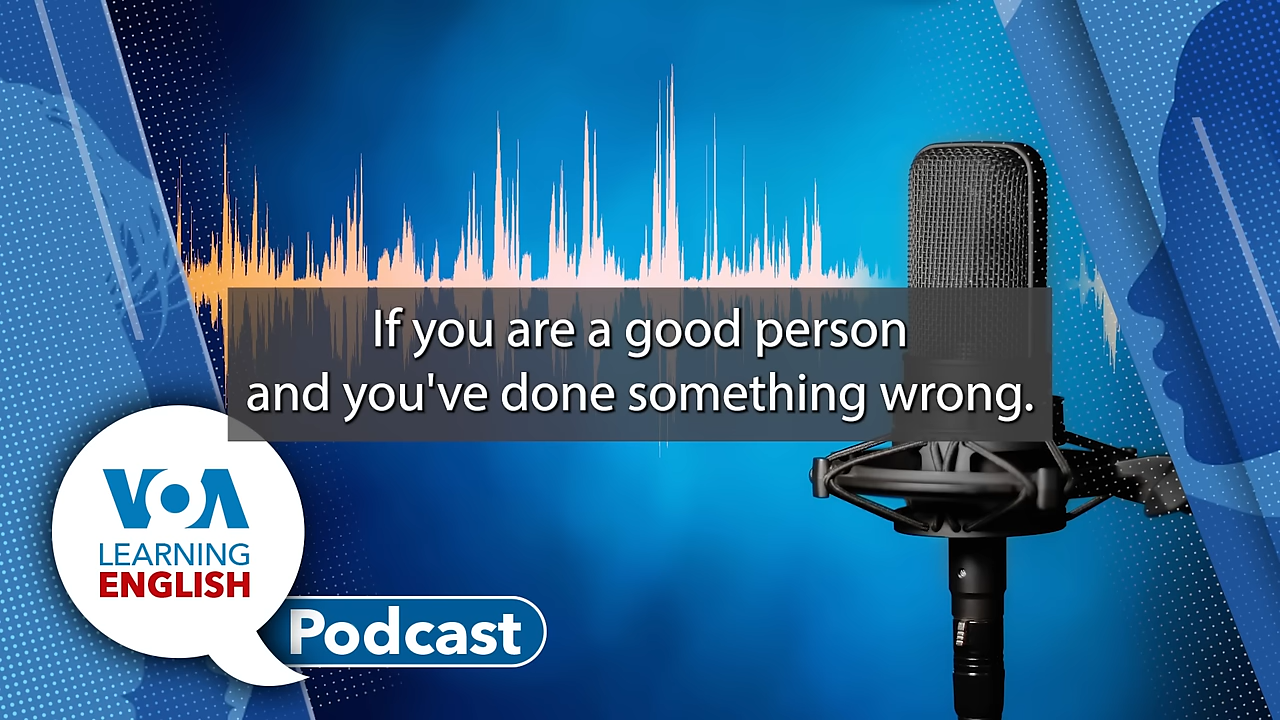 If you are a good person
and you've done something wrong.
VOA
LEARNING
ENGLISH
Podcast